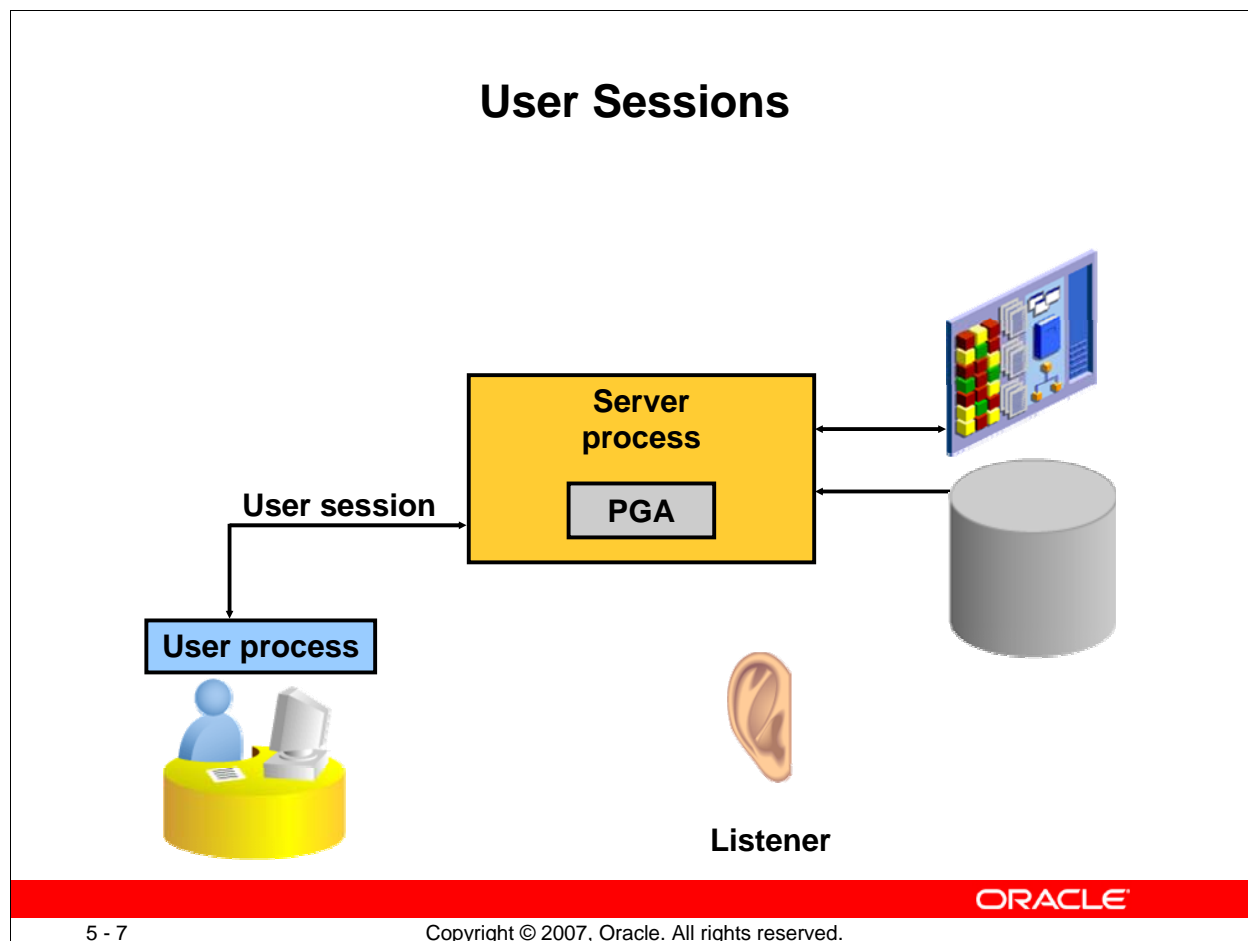 User Sessions
Server
process
PGA
User session
User process
Listener
ORACLE®
5 - 7
Copyright © 2007, Oracle. All rights reserved.